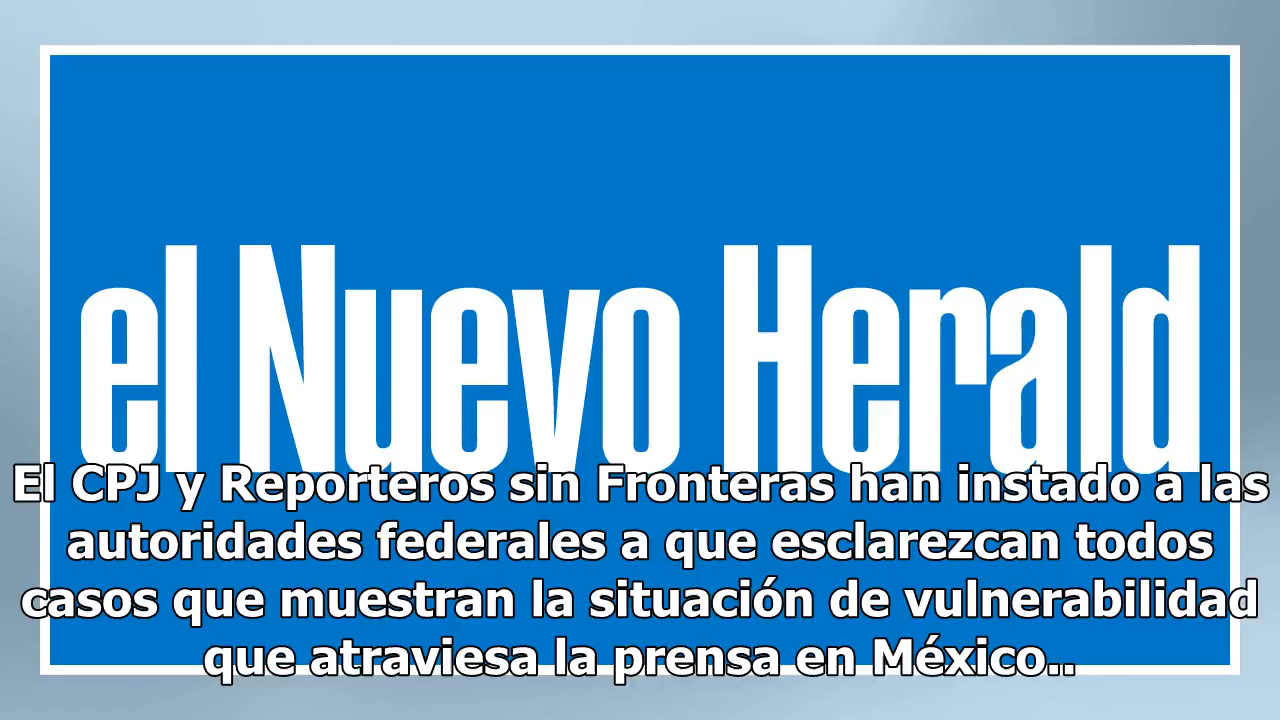 el Nuevo Herald
El CPJ y Reporteros sin Fronteras han instado a las
autoridades federales a que esclarezcan todos
casos que muestran la situación de vulnerabilidad
que atraviesa la prensa en México..